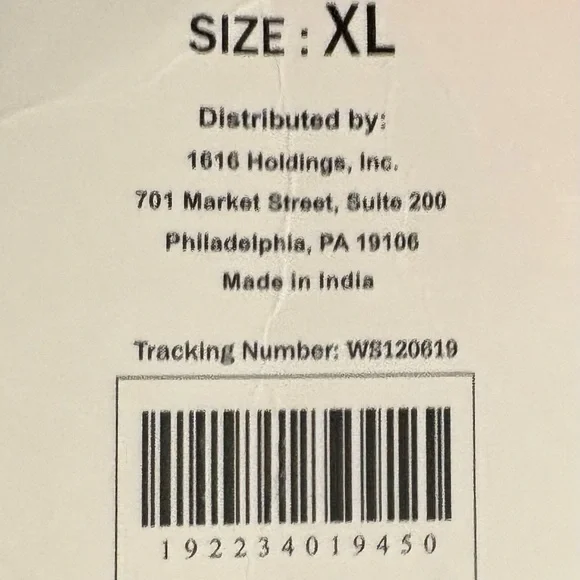 SIZE : XL
Distributed by:
1616 Holdings, Inc.
701 Market Street, Suite 200
Philadelphia, PA 19106
Made in India
Tracking Number: WS120619
192234019450